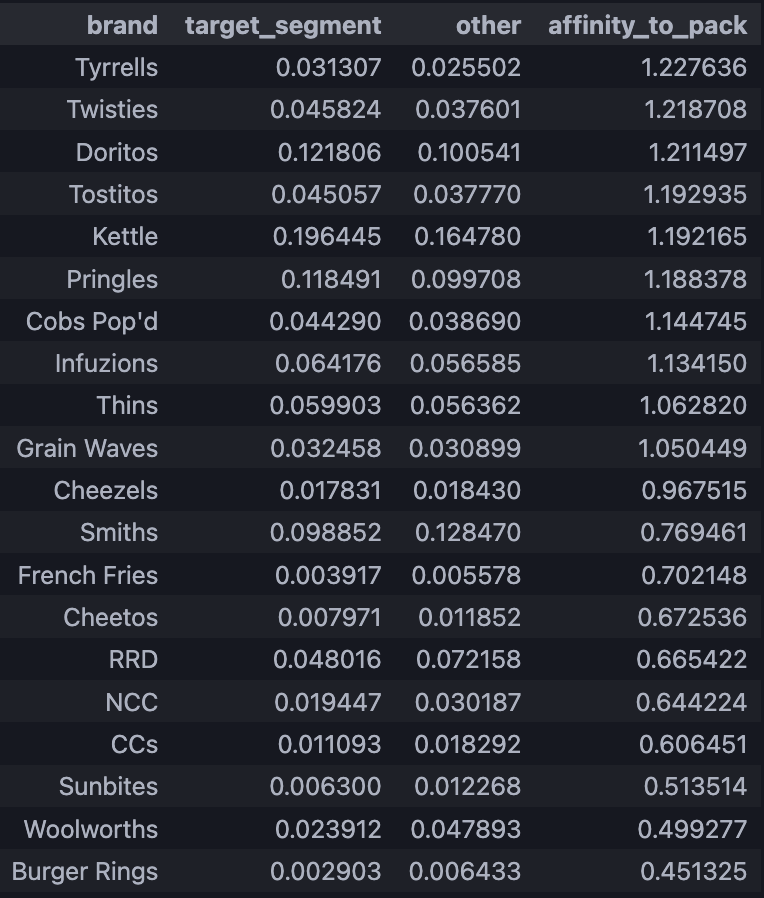 brand target_segment other affinity_to_pack
Tyrrells 0.031307 0.025502 1.227636
Twisties 0.045824 0.037601 1.218708
Doritos 0.121806 0.100541 1.211497
Tostitos 0.045057 0.037770 1.192935
Kettle 0.196445 0.164780 1.192165
Pringles 0.118491 0.099708 1.188378
Cobs Pop'd 0.044290 0.038690 1.144745
Infuzions 0.064176 0.056585 1.134150
Thins 0.059903 0.056362 1.062820
Grain Waves 0.032458 0.030899 1.050449
Cheezels 0.017831 0.018430 0.967515
Smiths 0.098852 0.128470 0.769461
French Fries 0.003917 0.005578 0.702148
Cheetos 0.007971 0.011852 0.672536
RRD 0.048016 0.072158 0.665422
NCC 0.019447 0.030187 0.644224
CCs 0.011093 0.018292 0.606451
Sunbites 0.006300 0.012268 0.513514
Woolworths 0.023912 0.047893 0.499277
Burger Rings 0.002903 0.006433 0.451325